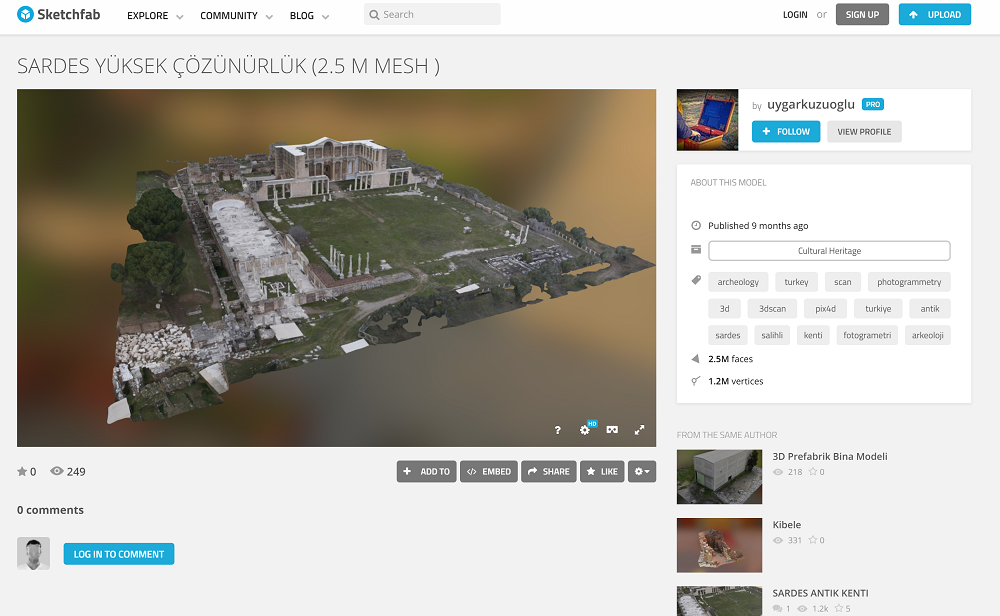 Sketchfab
EXPLORE COMMUNITY BLOG Search LOGIN or SIGN UP UPLOAD
SARDES YÜKSEK ÇÖZÜNÜRLÜK (2.5 M MESH )
by uygarkuzuoglu PRO
FOLLOW VIEW PROFILE
ABOUT THIS MODEL
Published 9 months ago
Cultural Heritage
archeology turkey scan photogrammetry
3d 3dscan pix4d turkiye antik
sardes salihli kenti fotogrametri arkeoloji
2.5M faces
1.2M vertices
? HD
0 249 ADD TO EMBED SHARE LIKE
0 comments
LOG IN TO COMMENT
FROM THE SAME AUTHOR
3D Prefabrik Bina Modeli
218 0
Kibele
331 0
SARDES ANTIK KENTI
1 1.2k 5